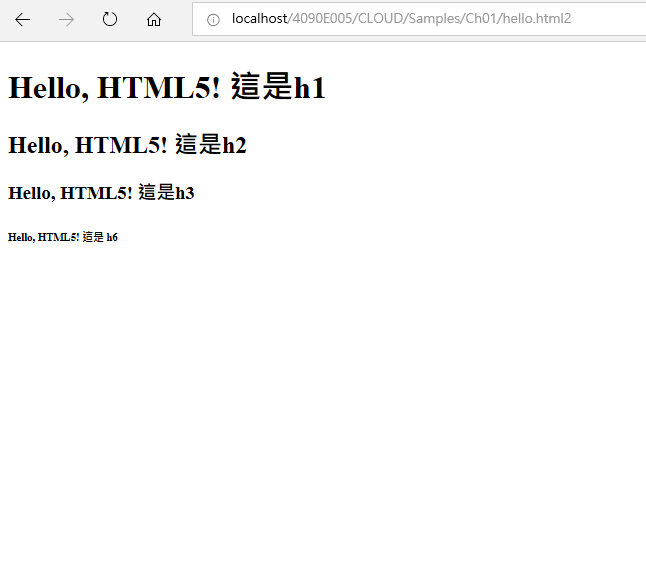 localhost/4090E005/CLOUD/Samples/Ch01/hello.html2
Hello, HTML5! 這是h1
Hello, HTML5! 這是h2
Hello, HTML5! 這是h3
Hello, HTML5! 這是 h6